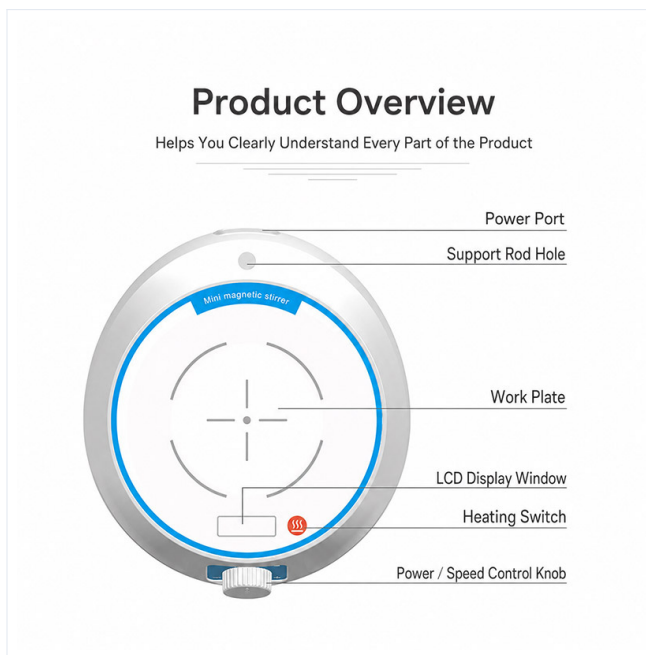 Product Overview
Helps You Clearly Understand Every Part of the Product
Power Port
Support Rod Hole
Mini magnetic stirrer
Work Plate
LCD Display Window
Heating Switch
Power / Speed Control Knob